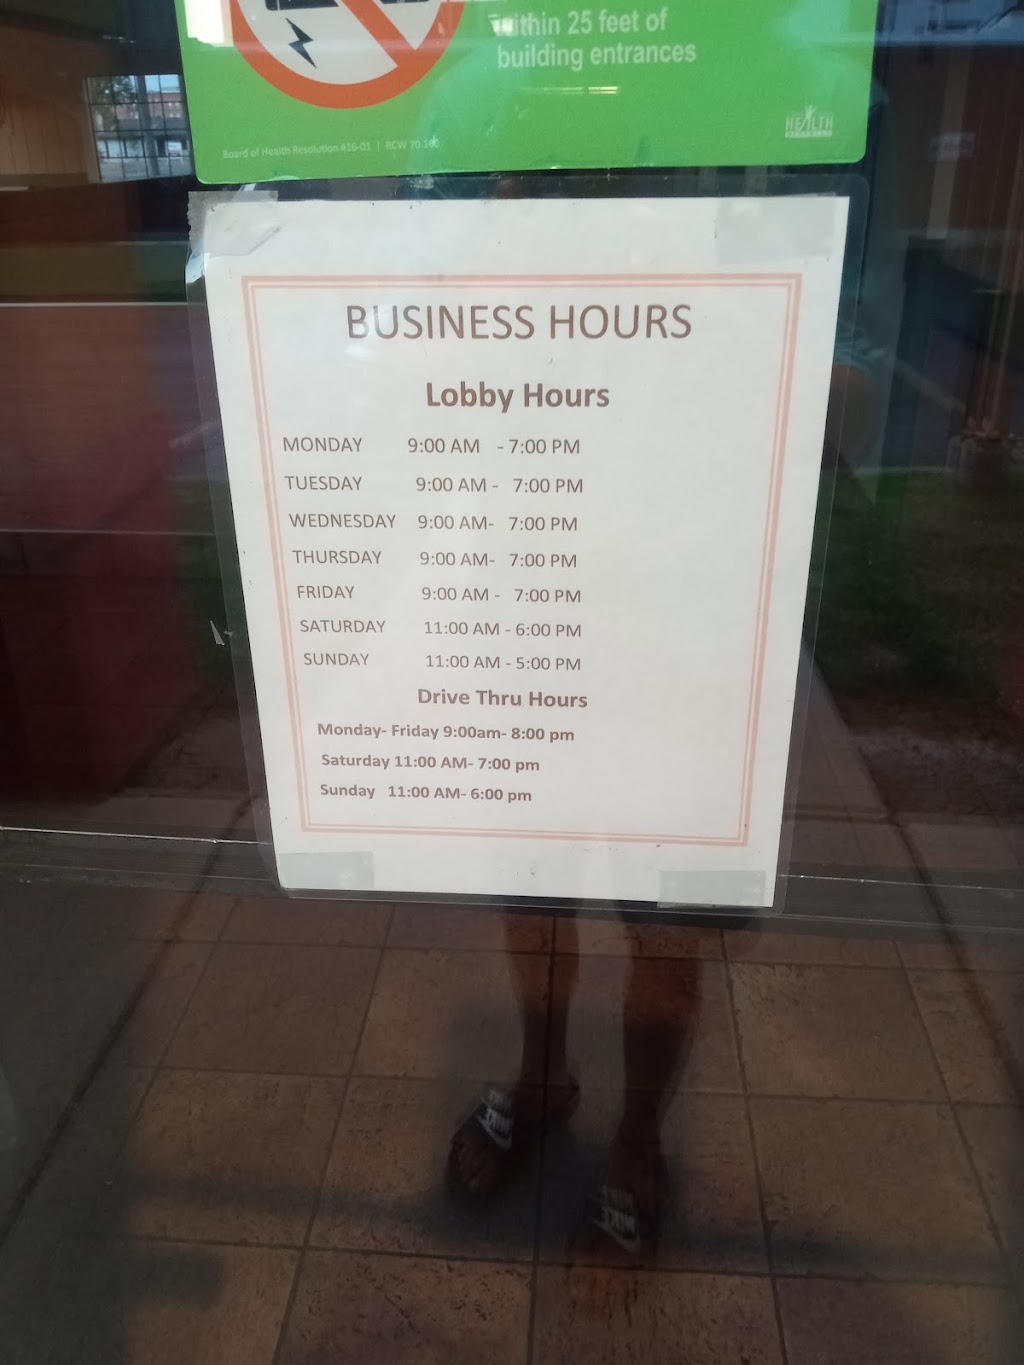 within 25 feet of
building entrances
HEALTH
DISTRICT
Board of Health Resolution #16-01 | RCW 70.160
BUSINESS HOURS
Lobby Hours
MONDAY 9:00 AM - 7:00 PM
TUESDAY 9:00 AM - 7:00 PM
WEDNESDAY 9:00 AM- 7:00 PM
THURSDAY 9:00 AM- 7:00 PM
FRIDAY 9:00 AM - 7:00 PM
SATURDAY 11:00 AM - 6:00 PM
SUNDAY 11:00 AM - 5:00 PM
Drive Thru Hours
Monday- Friday 9:00am- 8:00 pm
Saturday 11:00 AM- 7:00 pm
Sunday 11:00 AM- 6:00 pm
NIKE